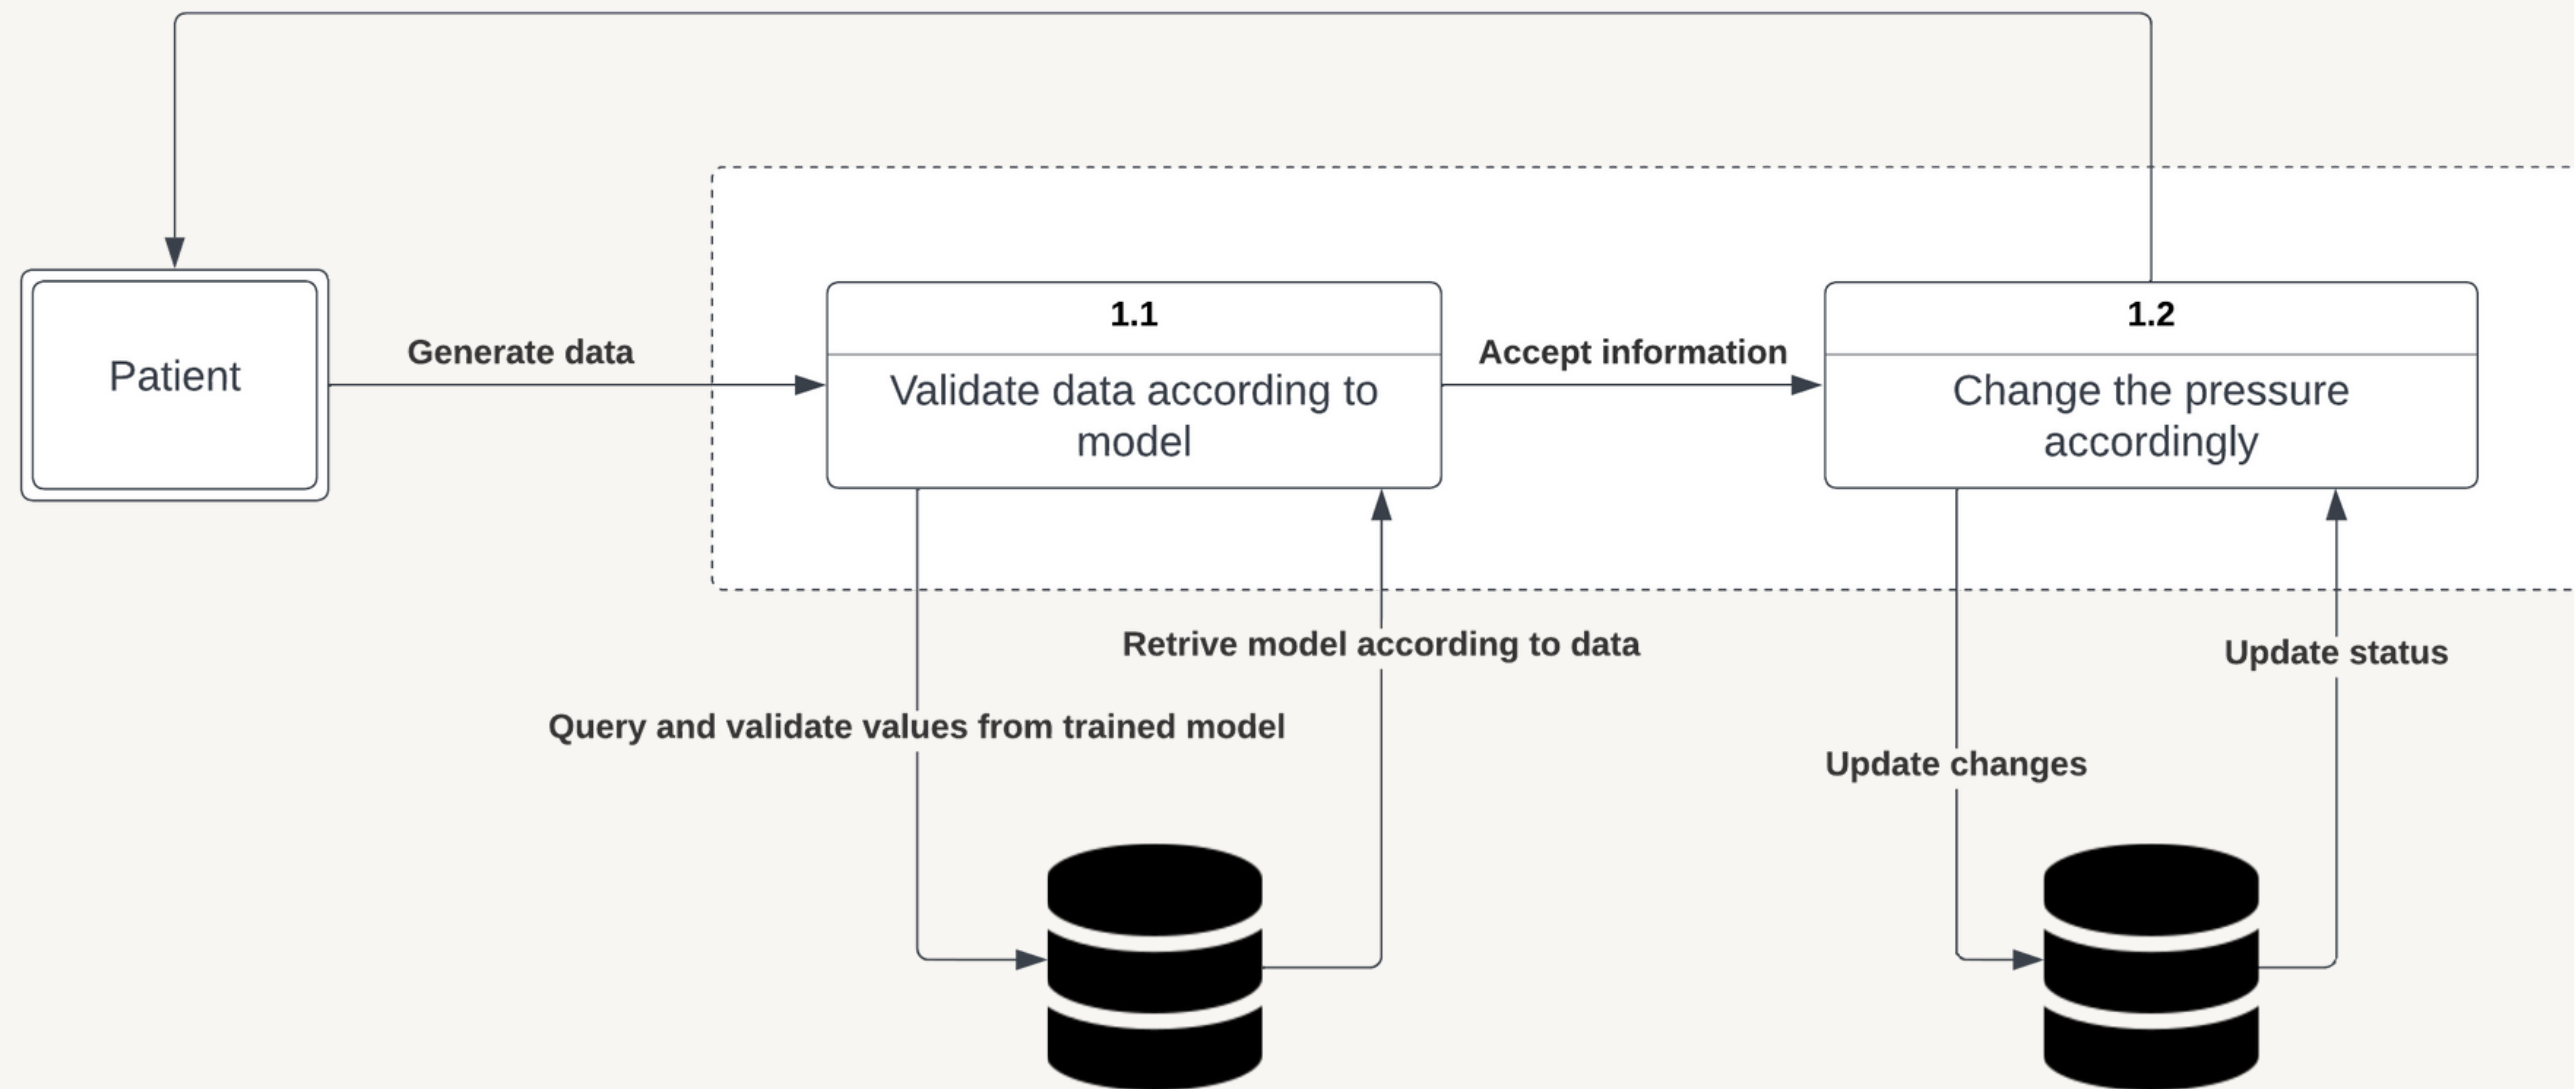 1.1
1.2
Generate data
Accept information
Patient
Validate data according to
model
Change the pressure
accordingly
Retrive model according to data
Update status
Query and validate values from trained model
Update changes